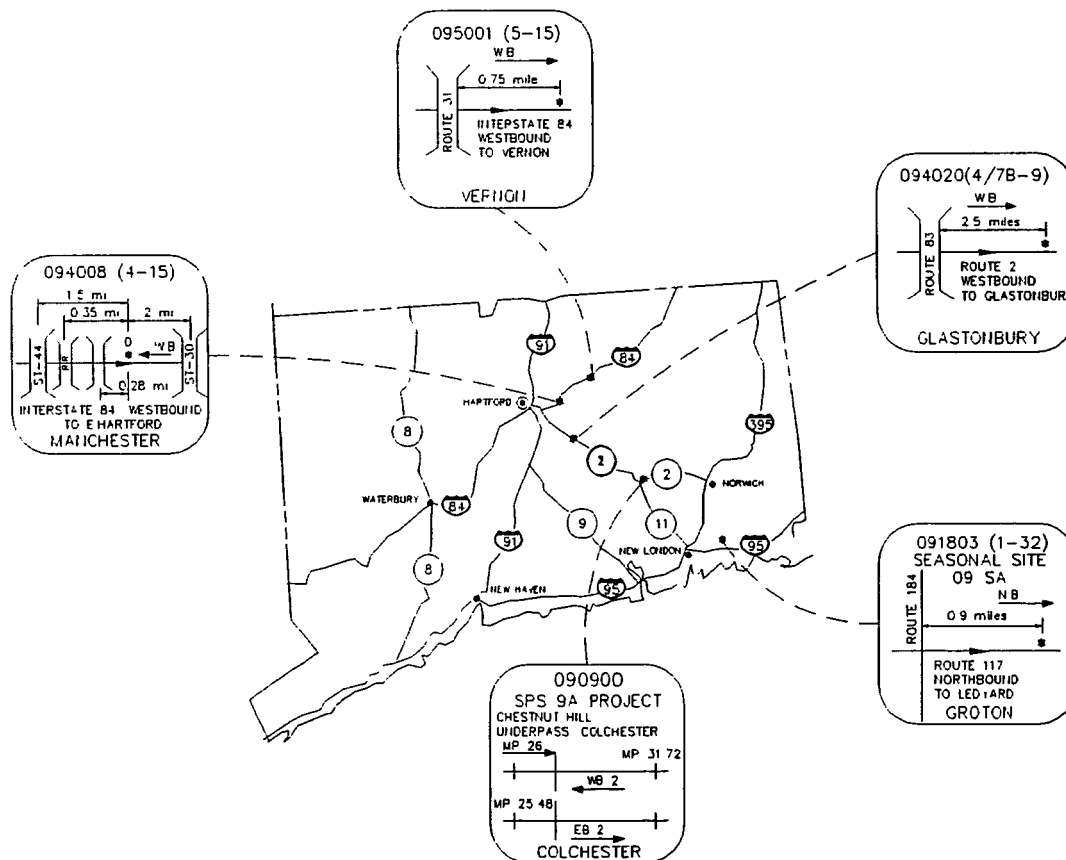 095001 (5-15)
WB
0.75 mile
*
ROUTE 31
INTERSTATE 84
WESTBOUND
TO VERNON
VERNON
094020(4/7B-9)
WB
2.5 miles
*
ROUTE 83
ROUTE 2
WESTBOUND
TO GLASTONBUR
GLASTONBURY
094008 (4-15)
1.5 mi
0.35 mi
2 mi
0
*
WB
ST-44
RR
ST-30
0.28 mi
INTERSTATE 84 WESTBOUND
TO E HARTFORD
MANCHESTER
91
84
HARTFORD
8
395
2
2
NORWICH
WATERBURY
84
9
11
91
NEW LONDON
95
8
95
NEW HAVEN
091803 (1-32)
SEASONAL SITE
09 SA
NB
ROUTE 184
0.9 miles
*
ROUTE 117
NORTHBOUND
TO LEDYARD
GROTON
090900
SPS 9A PROJECT
CHESTNUT HILL
UNDERPASS COLCHESTER
MP 26
MP 31 72
WB 2
MP 25 48
EB 2
COLCHESTER